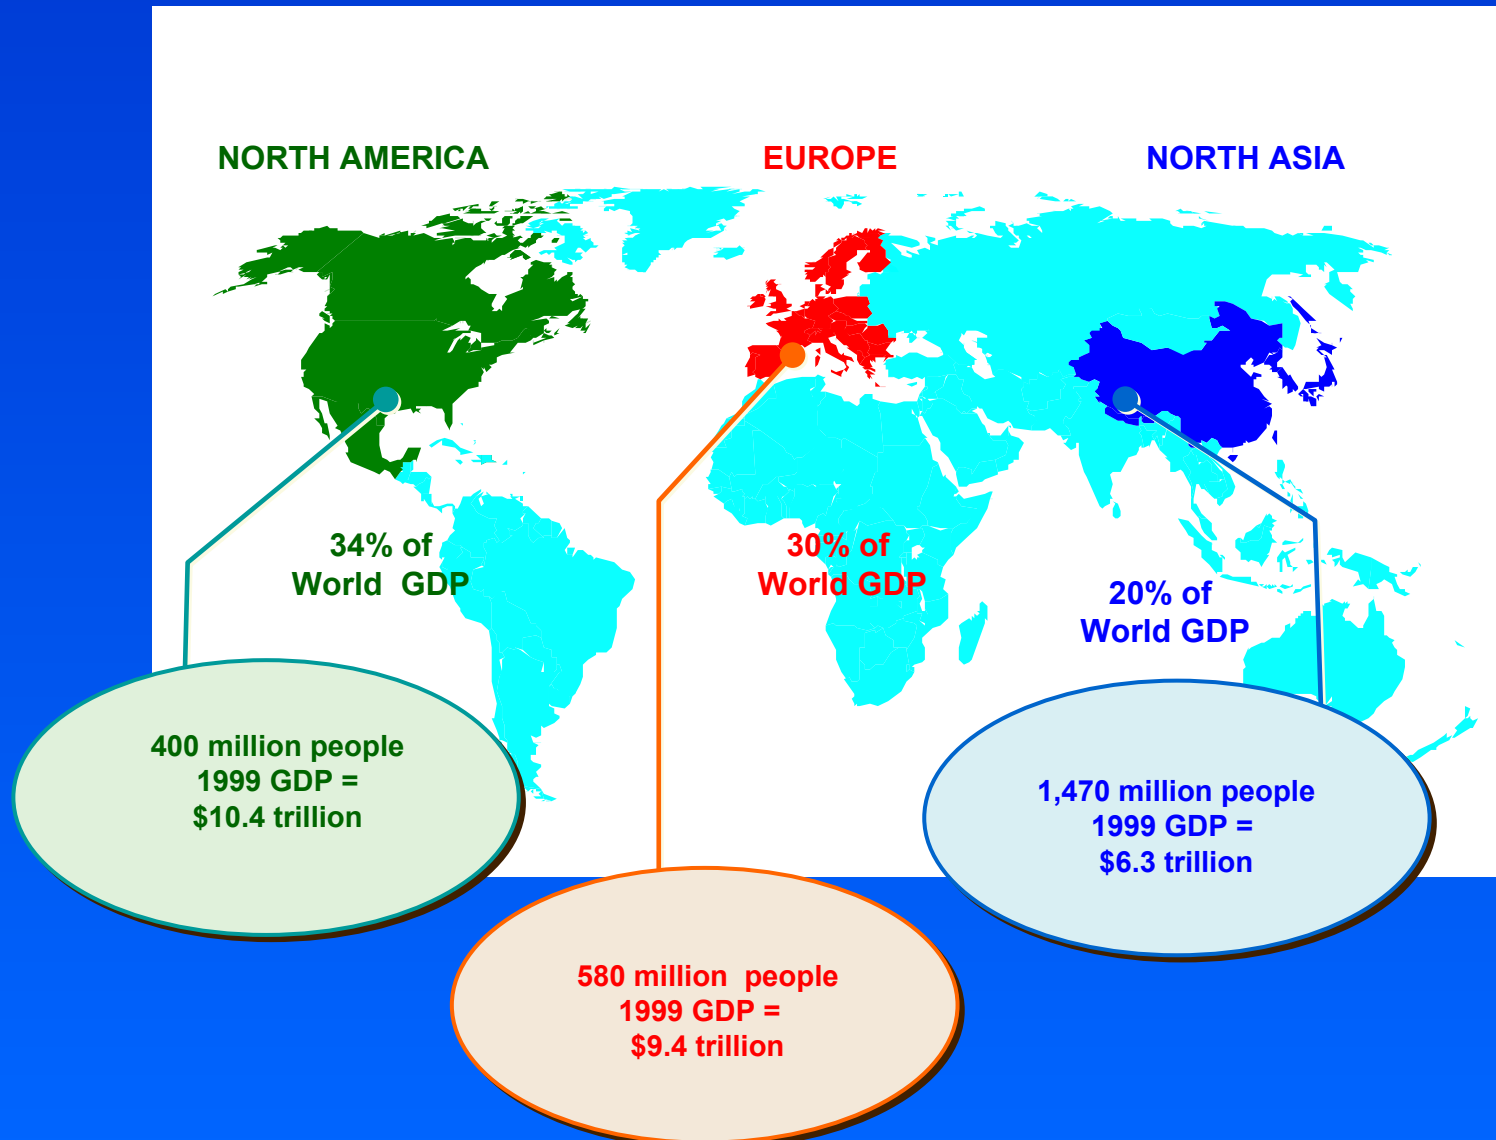 NORTH AMERICA
EUROPE
NORTH ASIA
34% of
World GDP
30% of
World GDP
20% of
World GDP
400 million people
1999 GDP =
$10.4 trillion
580 million people
1999 GDP =
$9.4 trillion
1,470 million people
1999 GDP =
$6.3 trillion